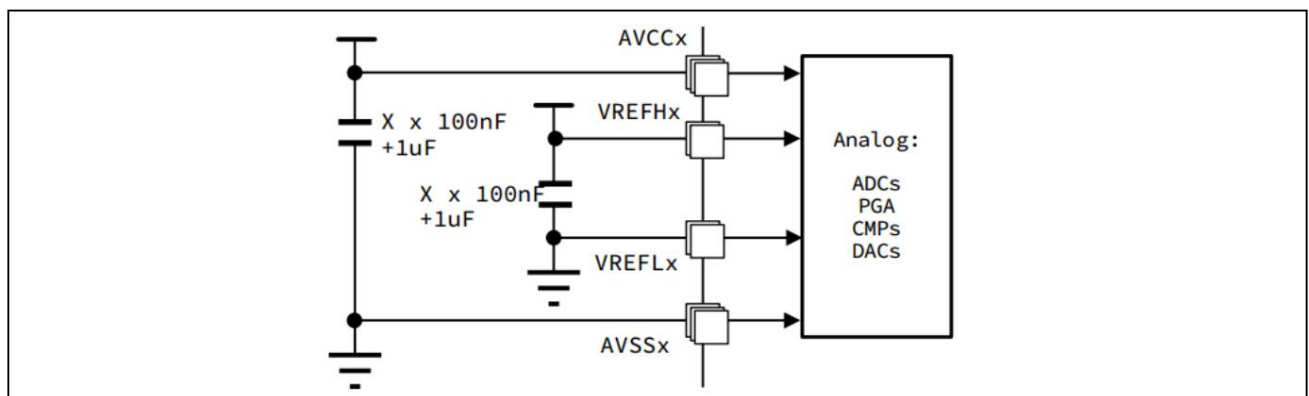 AVCCx
VREFHx
X x 100nF
+1uF
Analog:
X x 100nF
+1uF
ADCs
PGA
CMPs
DACs
VREFLx
AVSSx